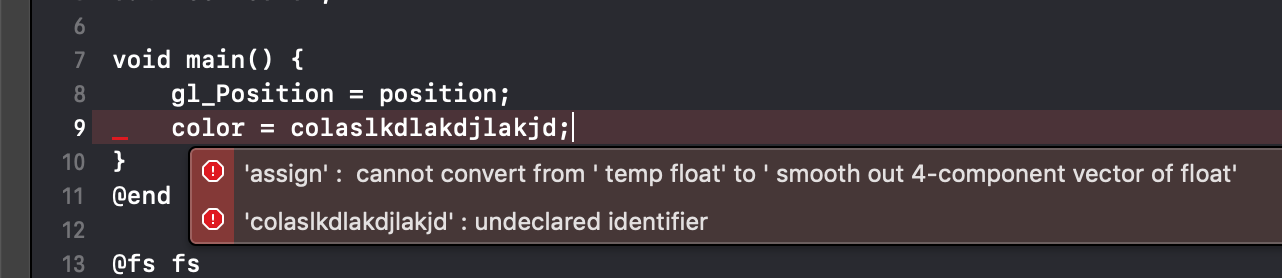 6
7 void main() {
8 gl_Position = position;
9 color = colaslkdlakdjlakjd;
10 }
'assign' : cannot convert from ' temp float' to ' smooth out 4-component vector of float'
11 @end
'colaslkdlakdjlakjd' : undeclared identifier
12
13 @fs fs